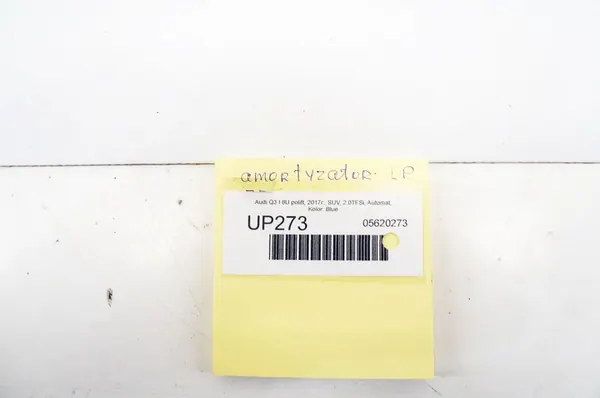 amortyzator LP
Audi Q3 I 8U polift, 2017r., SUV, 2.0TFSi, Automat,
Kolor: Blue
UP273 05620273